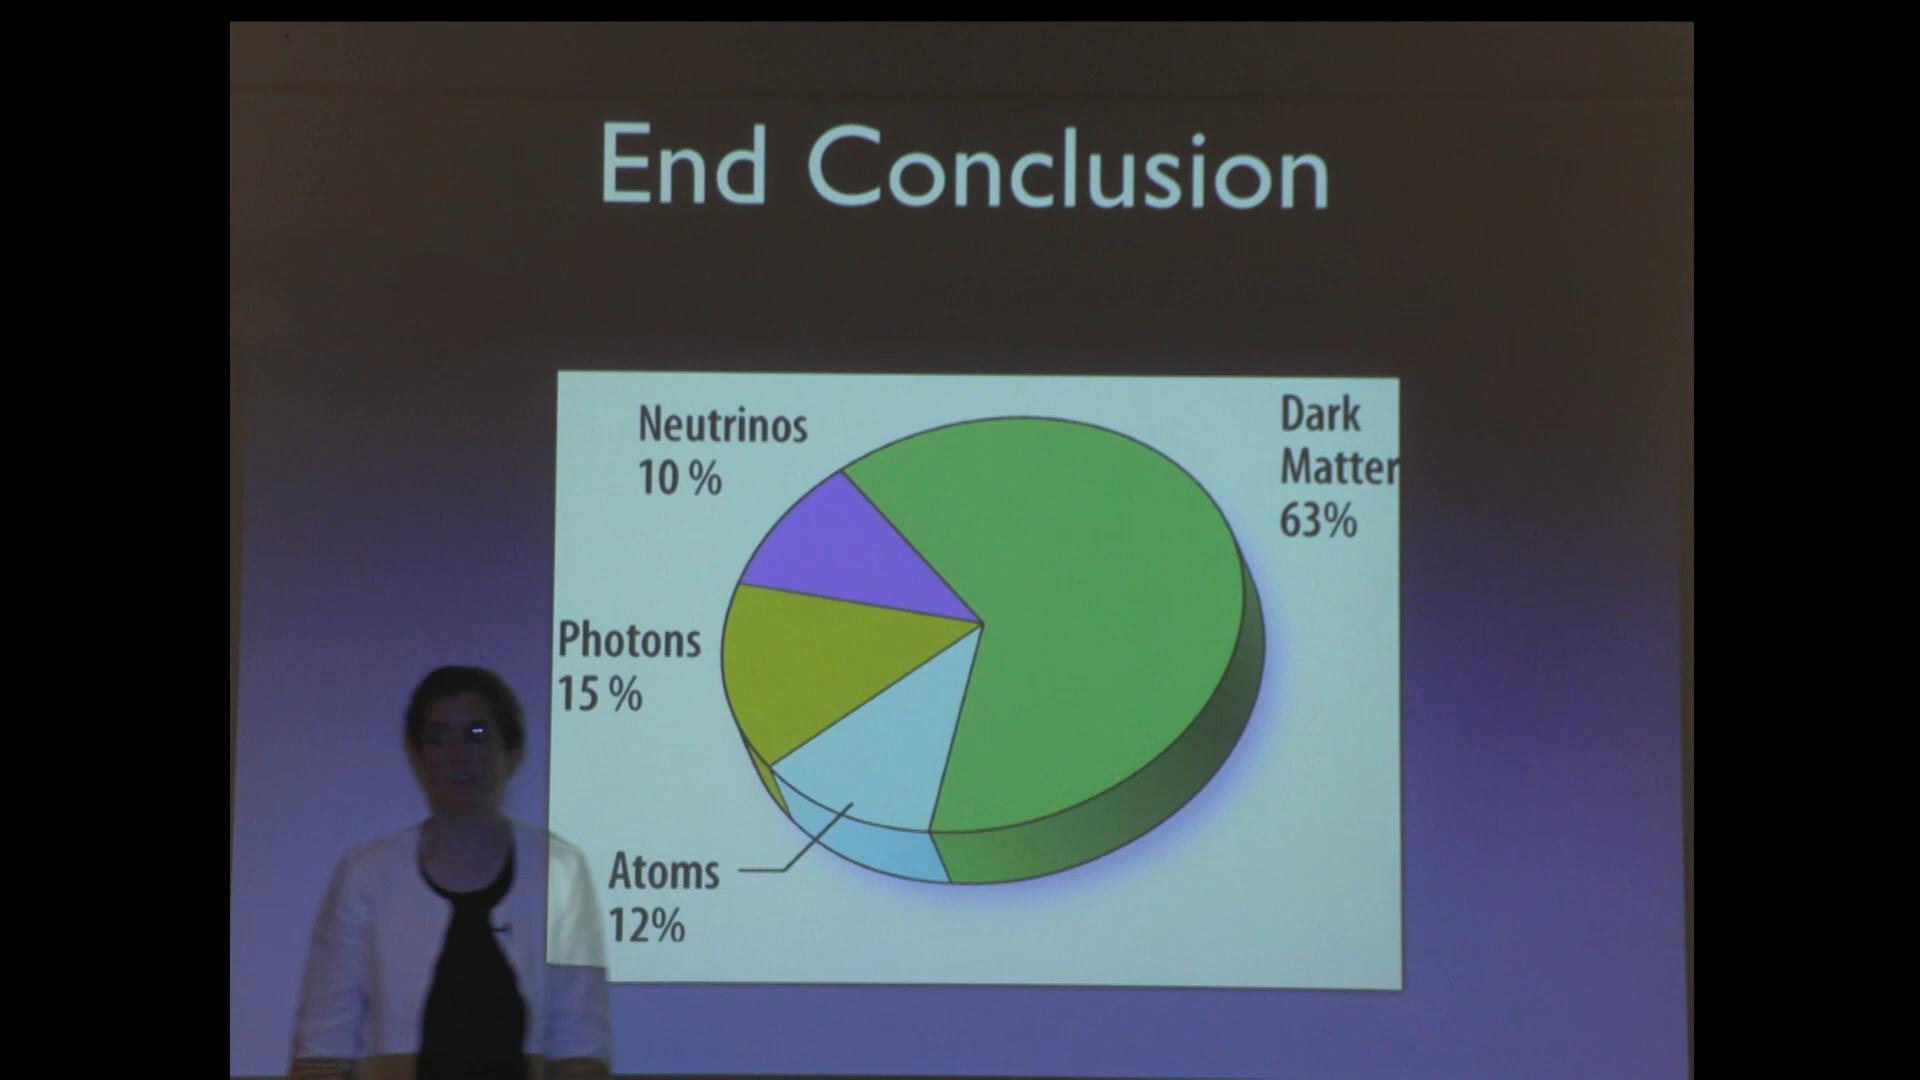 End Conclusion
Neutrinos
10 %
Dark
Matter
63%
Photons
15 %
Atoms
12%